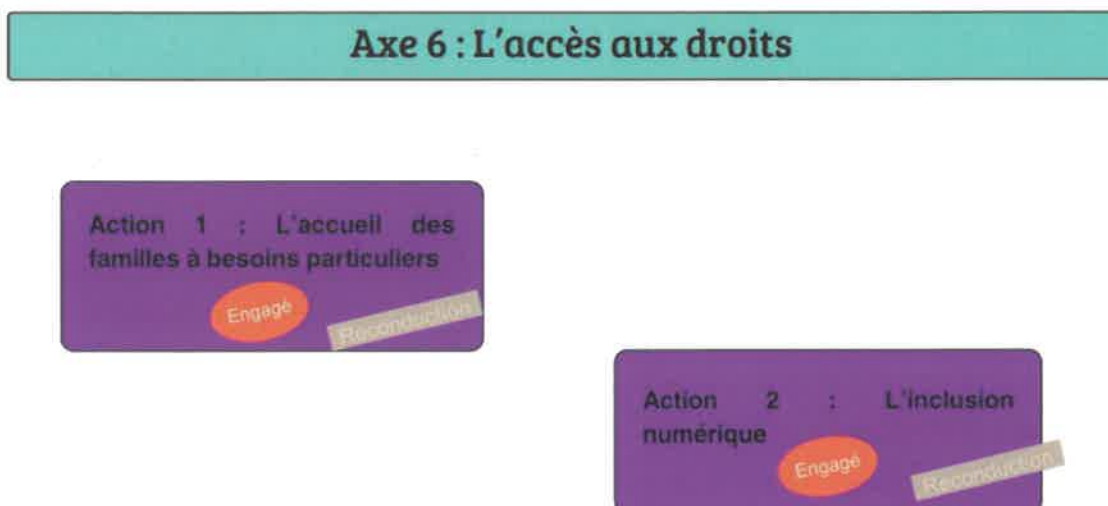 Axe 6 : L'accès aux droits
Action 1 : L'accueil des
familles à besoins particuliers
Engagé
Reconduction
Action 2 : L'inclusion
numérique
Engagé
Reconduction